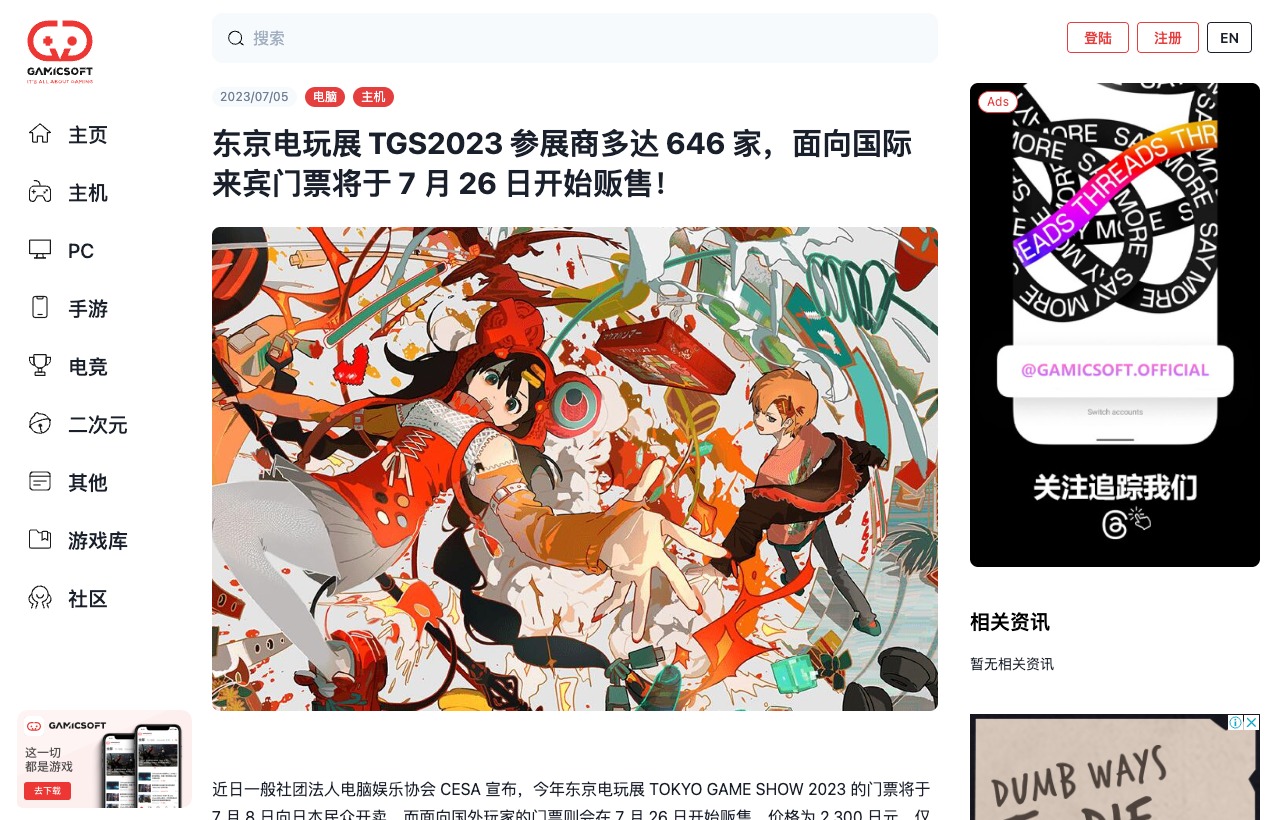 GAMICSOFT
IT'S ALL ABOUT GAMING
搜索
登陆
注册
EN
主页
主机
PC
手游
电竞
二次元
其他
游戏库
社区
GAMICSOFT
这一切
都是游戏
去下载
2023/07/05
电脑
主机
东京电玩展 TGS2023 参展商多达 646 家，面向国际
来宾门票将于 7 月 26 日开始贩售！
近日一般社团法人电脑娱乐协会 CESA 宣布，今年东京电玩展 TOKYO GAME SHOW 2023 的门票将于
7 月 8 日向日本民众开卖，而面向国外玩家的门票则会在 7 月 26 日开始贩售，价格为 2,300 日元，仅
Ads
SAY MORE
THREADS
@GAMICSOFT.OFFICIAL
Switch accounts
关注追踪我们
相关资讯
暂无相关资讯
DUMB WAYS
TO DIE